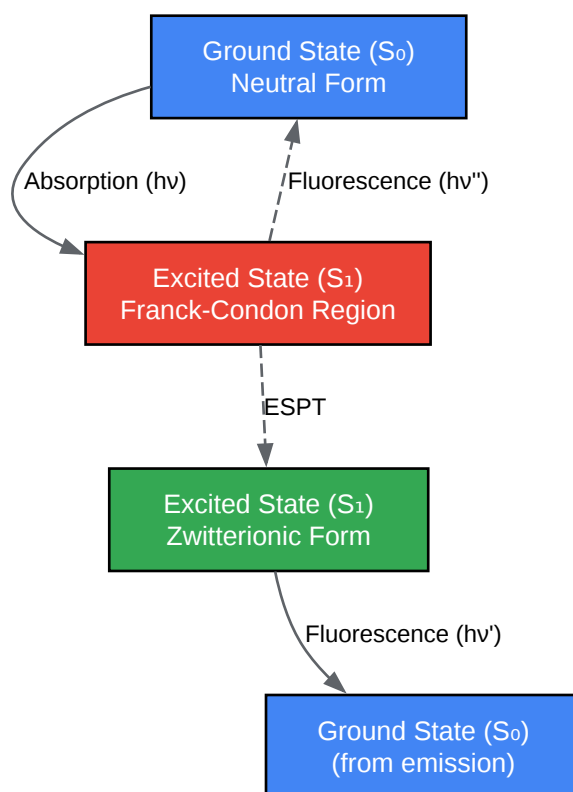 Ground State (S₀)
Neutral Form
Absorption (hν)
Fluorescence (hν'')
Excited State (S₁)
Franck-Condon Region
ESPT
Excited State (S₁)
Zwitterionic Form
Fluorescence (hν')
Ground State (S₀)
(from emission)